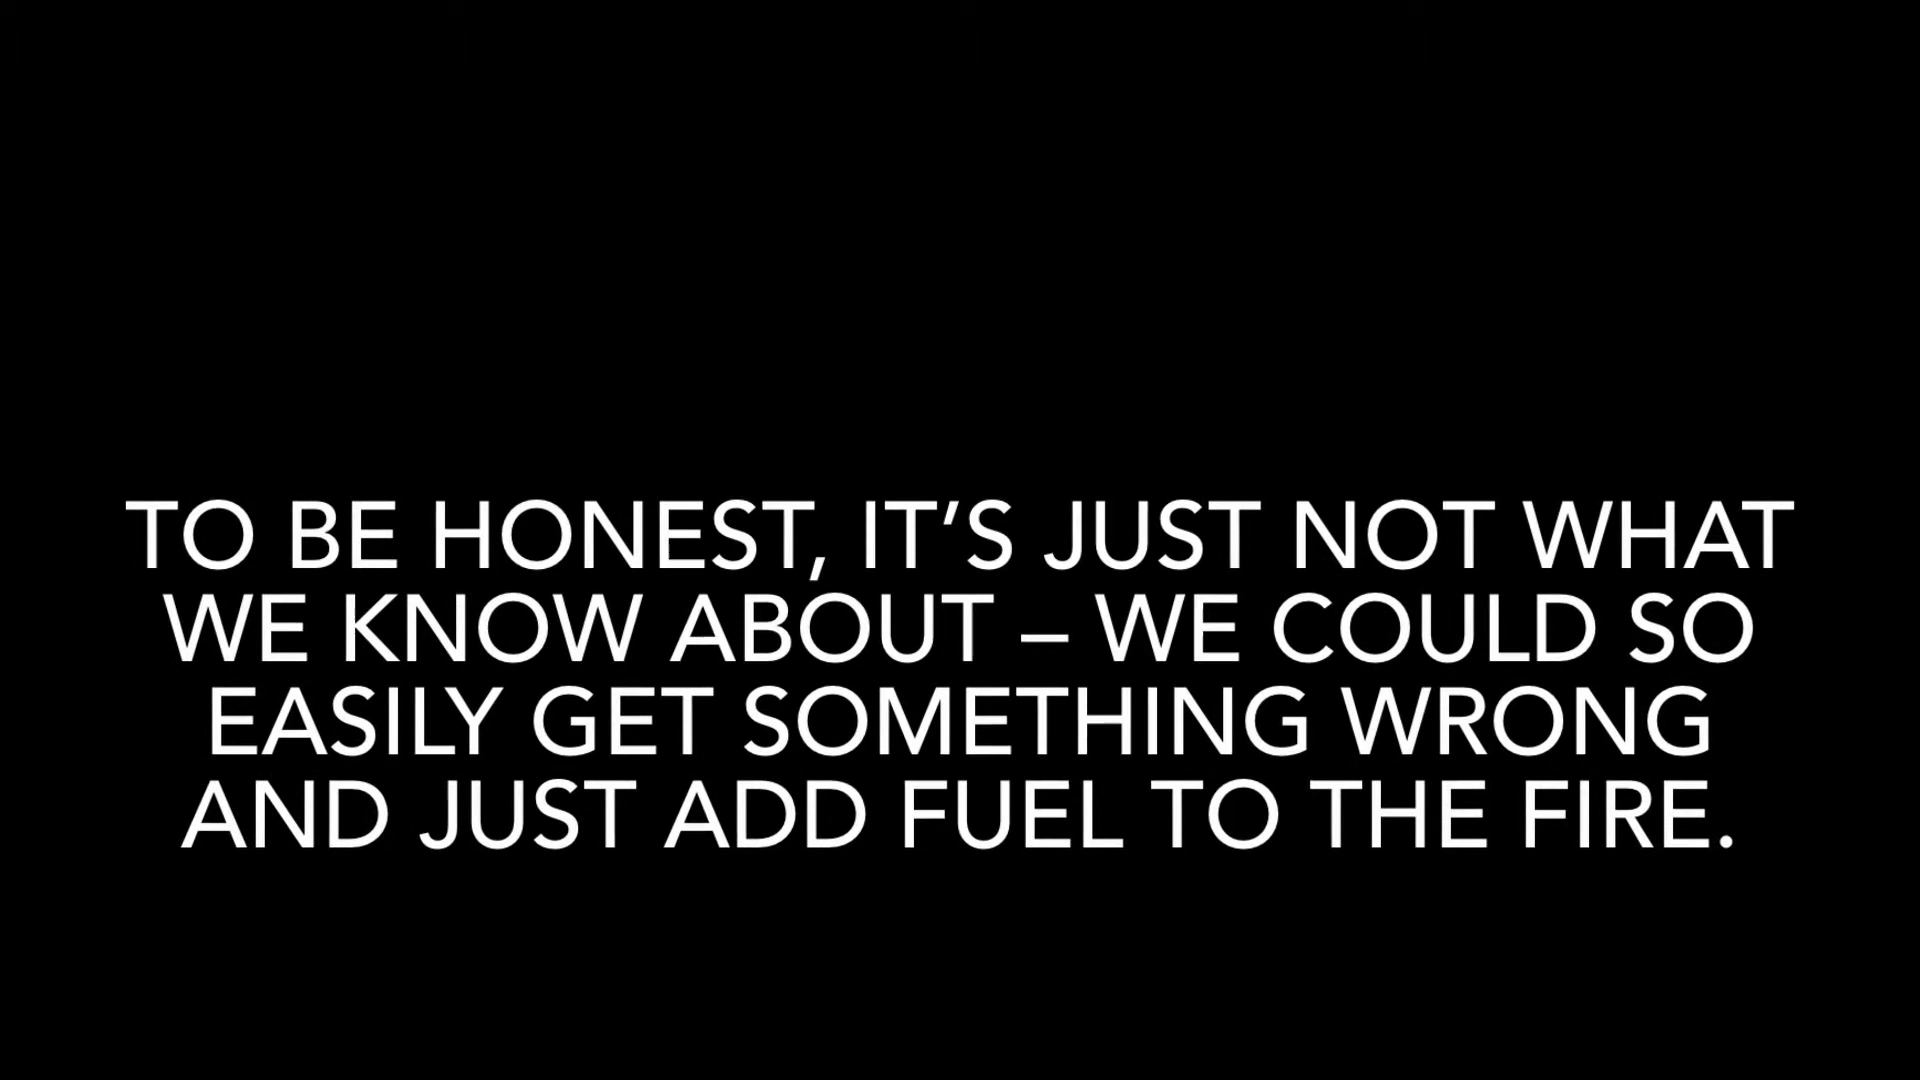 TO BE HONEST, IT’S JUST NOT WHAT
WE KNOW ABOUT – WE COULD SO
EASILY GET SOMETHING WRONG
AND JUST ADD FUEL TO THE FIRE.